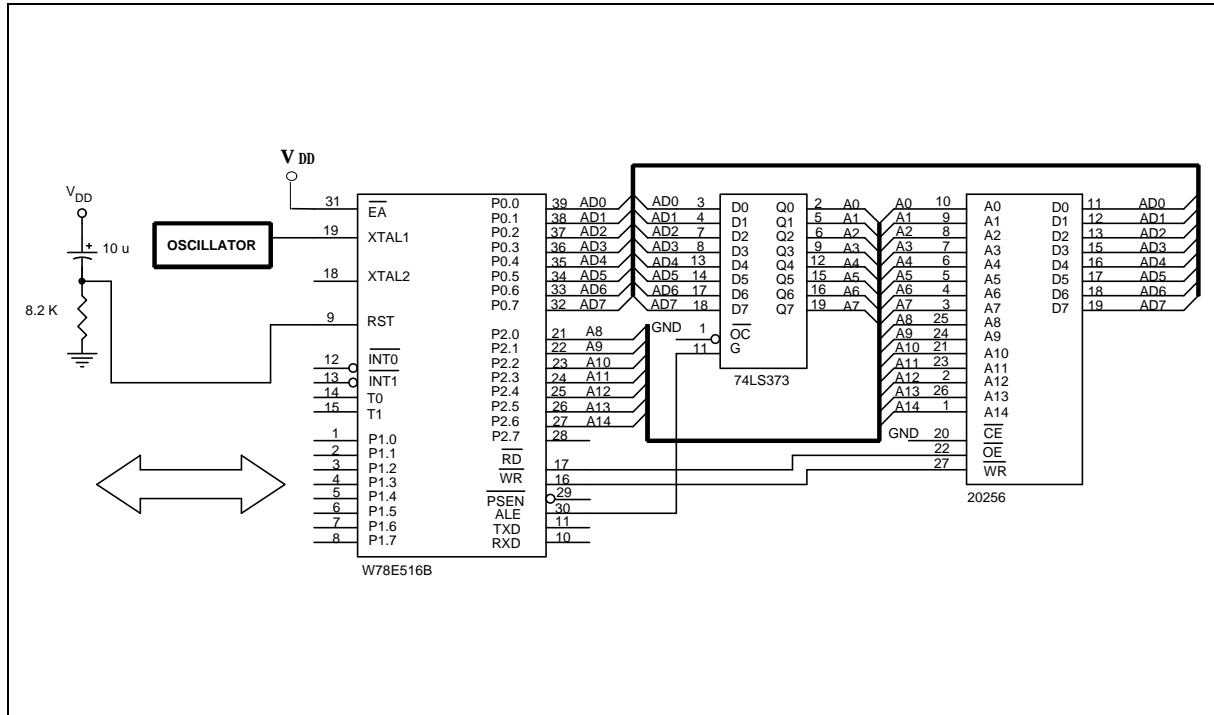 V DD
V DD
10 u
8.2 K
OSCILLATOR
31 EA
19 XTAL1
18 XTAL2
9 RST
12 INT0
13 INT1
14 T0
15 T1
1 P1.0
2 P1.1
3 P1.2
4 P1.3
5 P1.4
6 P1.5
7 P1.6
8 P1.7
P0.0 39 AD0
P0.1 38 AD1
P0.2 37 AD2
P0.3 36 AD3
P0.4 35 AD4
P0.5 34 AD5
P0.6 33 AD6
P0.7 32 AD7
P2.0 21 A8
P2.1 22 A9
P2.2 23 A10
P2.3 24 A11
P2.4 25 A12
P2.5 26 A13
P2.6 27 A14
P2.7 28
RD 17
WR 16
PSEN 29
ALE 30
TXD 11
RXD 10
W78E516B
AD0 3 D0 Q0 2 A0
AD1 4 D1 Q1 5 A1
AD2 7 D2 Q2 6 A2
AD3 8 D3 Q3 9 A3
AD4 13 D4 Q4 12 A4
AD5 14 D5 Q5 15 A5
AD6 17 D6 Q6 16 A6
AD7 18 D7 Q7 19 A7
GND 1 OC
11 G
74LS373
A0 10 A0 D0 11 AD0
A1 9 A1 D1 12 AD1
A2 8 A2 D2 13 AD2
A3 7 A3 D3 15 AD3
A4 6 A4 D4 16 AD4
A5 5 A5 D5 17 AD5
A6 4 A6 D6 18 AD6
A7 3 A7 D7 19 AD7
A8 25 A8
A9 24 A9
A10 21 A10
A11 23 A11
A12 2 A12
A13 26 A13
A14 1 A14
GND 20 CE
22 OE
27 WR
20256